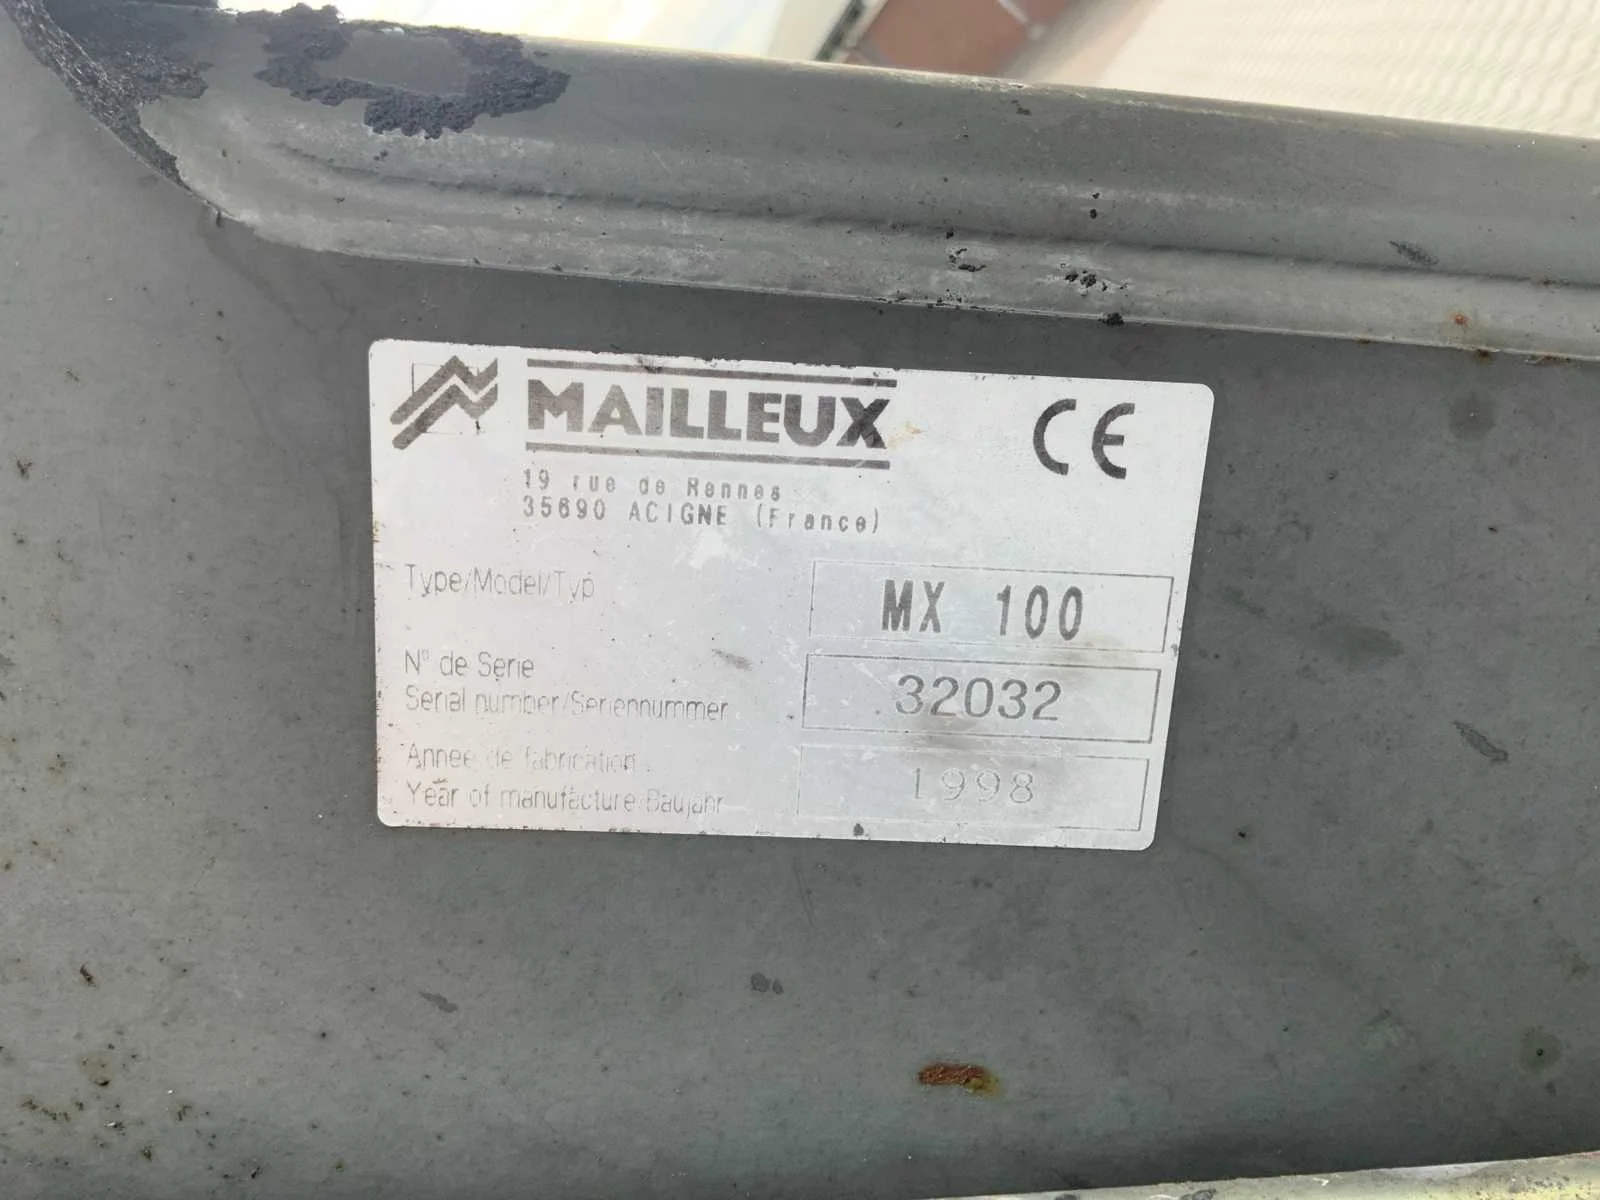 MAILLEUX
CE
19 rue de Rennes
35690 ACIGNE (France)
Type/Model/Typ
MX 100
N° de Serie
Serial number/Seriennummer
32032
Annee de fabrication
Year of manufacture/Baujahr
1998